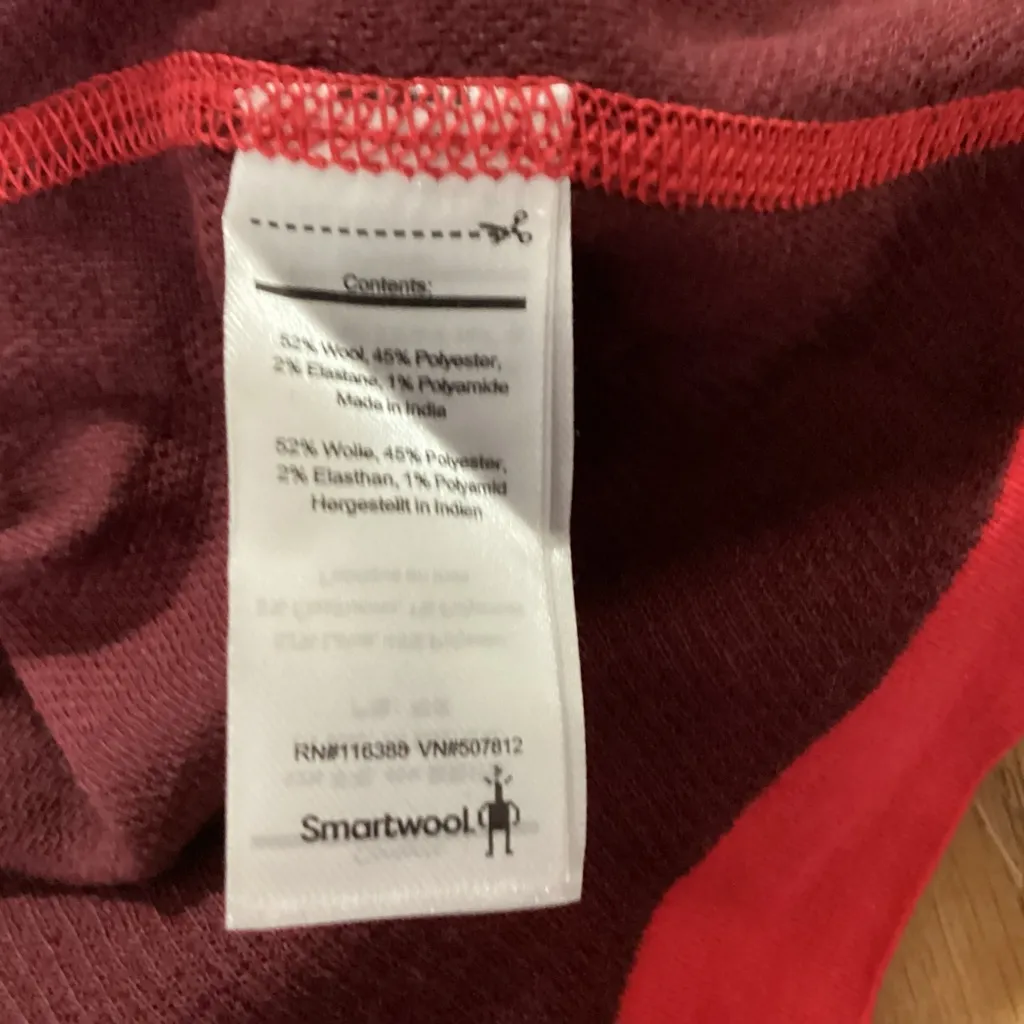 Contents:
52% Wool, 45% Polyester,
2% Elastane, 1% Polyamide
Made in India
52% Wolle, 45% Polyester,
2% Elasthan, 1% Polyamid
Hergestellt in Indien
RN#116388 VN#507812
Smartwool